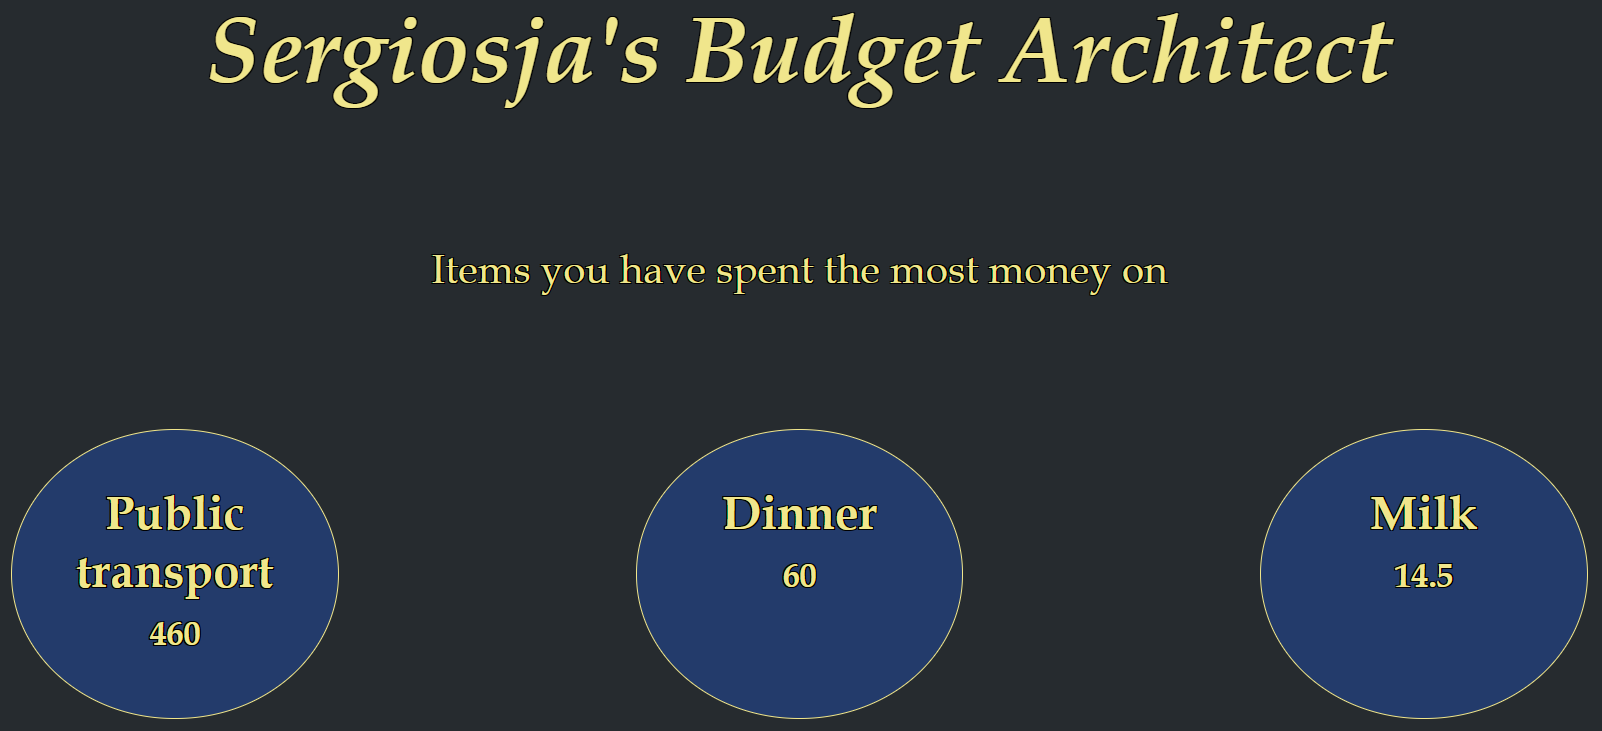 Sergiosja's Budget Architect
Items you have spent the most money on
Public
transport
460
Dinner
60
Milk
14.5